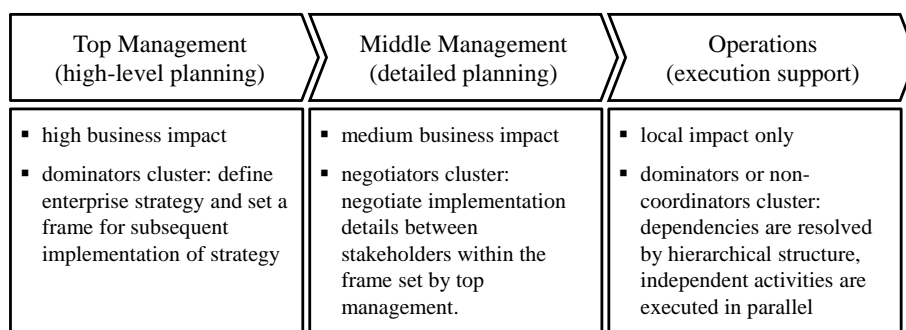 Top Management
(high-level planning)
Middle Management
(detailed planning)
Operations
(execution support)
▪ high business impact
▪ dominators cluster: define
enterprise strategy and set a
frame for subsequent
implementation of strategy
▪ medium business impact
▪ negotiators cluster:
negotiate implementation
details between
stakeholders within the
frame set by top
management.
▪ local impact only
▪ dominators or non-
coordinators cluster:
dependencies are resolved
by hierarchical structure,
independent activities are
executed in parallel